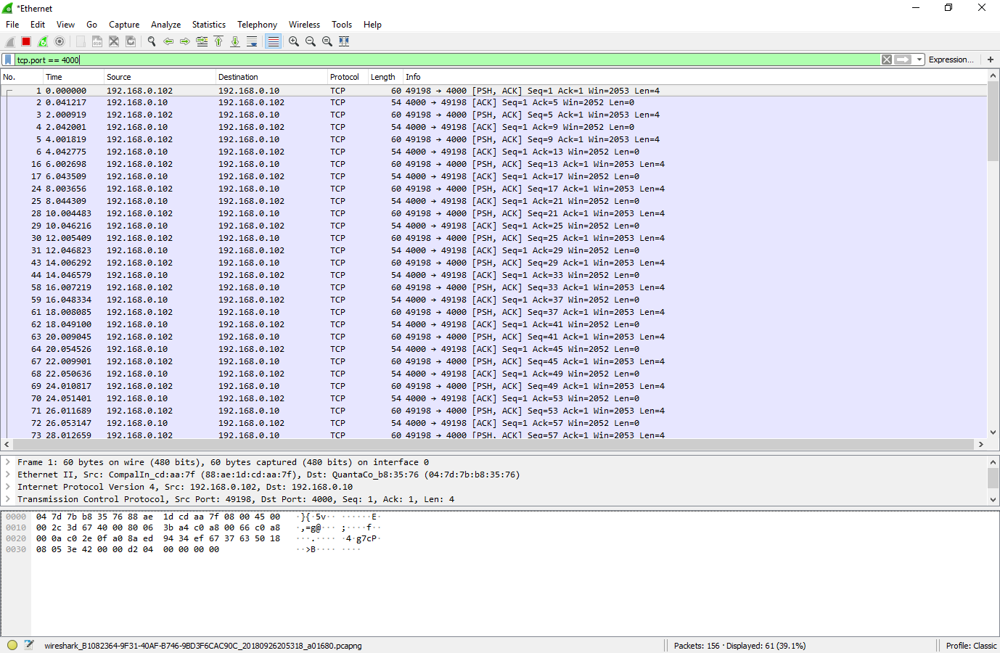 *Ethernet
File Edit View Go Capture Analyze Statistics Telephony Wireless Tools Help
tcp.port == 4000 Expression... +
No. Time Source Destination Protocol Length Info
1 0.000000 192.168.0.102 192.168.0.10 TCP 60 49198 → 4000 [PSH, ACK] Seq=1 Ack=1 Win=2053 Len=4
2 0.041217 192.168.0.10 192.168.0.102 TCP 54 4000 → 49198 [ACK] Seq=1 Ack=5 Win=2052 Len=0
3 2.000919 192.168.0.102 192.168.0.10 TCP 60 49198 → 4000 [PSH, ACK] Seq=5 Ack=1 Win=2053 Len=4
4 2.042001 192.168.0.10 192.168.0.102 TCP 54 4000 → 49198 [ACK] Seq=1 Ack=9 Win=2052 Len=0
5 4.001819 192.168.0.102 192.168.0.10 TCP 60 49198 → 4000 [PSH, ACK] Seq=9 Ack=1 Win=2053 Len=4
6 4.042775 192.168.0.10 192.168.0.102 TCP 54 4000 → 49198 [ACK] Seq=1 Ack=13 Win=2052 Len=0
16 6.002698 192.168.0.102 192.168.0.10 TCP 60 49198 → 4000 [PSH, ACK] Seq=13 Ack=1 Win=2053 Len=4
17 6.043509 192.168.0.10 192.168.0.102 TCP 54 4000 → 49198 [ACK] Seq=1 Ack=17 Win=2052 Len=0
24 8.003656 192.168.0.102 192.168.0.10 TCP 60 49198 → 4000 [PSH, ACK] Seq=17 Ack=1 Win=2053 Len=4
25 8.044309 192.168.0.10 192.168.0.102 TCP 54 4000 → 49198 [ACK] Seq=1 Ack=21 Win=2052 Len=0
28 10.004483 192.168.0.102 192.168.0.10 TCP 60 49198 → 4000 [PSH, ACK] Seq=21 Ack=1 Win=2053 Len=4
29 10.046216 192.168.0.10 192.168.0.102 TCP 54 4000 → 49198 [ACK] Seq=1 Ack=25 Win=2052 Len=0
30 12.005409 192.168.0.102 192.168.0.10 TCP 60 49198 → 4000 [PSH, ACK] Seq=25 Ack=1 Win=2053 Len=4
31 12.046823 192.168.0.10 192.168.0.102 TCP 54 4000 → 49198 [ACK] Seq=1 Ack=29 Win=2052 Len=0
43 14.006292 192.168.0.102 192.168.0.10 TCP 60 49198 → 4000 [PSH, ACK] Seq=29 Ack=1 Win=2053 Len=4
44 14.046579 192.168.0.10 192.168.0.102 TCP 54 4000 → 49198 [ACK] Seq=1 Ack=33 Win=2052 Len=0
58 16.007219 192.168.0.102 192.168.0.10 TCP 60 49198 → 4000 [PSH, ACK] Seq=33 Ack=1 Win=2053 Len=4
59 16.048334 192.168.0.10 192.168.0.102 TCP 54 4000 → 49198 [ACK] Seq=1 Ack=37 Win=2052 Len=0
61 18.008085 192.168.0.102 192.168.0.10 TCP 60 49198 → 4000 [PSH, ACK] Seq=37 Ack=1 Win=2053 Len=4
62 18.049100 192.168.0.10 192.168.0.102 TCP 54 4000 → 49198 [ACK] Seq=1 Ack=41 Win=2052 Len=0
63 20.009045 192.168.0.102 192.168.0.10 TCP 60 49198 → 4000 [PSH, ACK] Seq=41 Ack=1 Win=2053 Len=4
64 20.054526 192.168.0.10 192.168.0.102 TCP 54 4000 → 49198 [ACK] Seq=1 Ack=45 Win=2052 Len=0
67 22.009901 192.168.0.102 192.168.0.10 TCP 60 49198 → 4000 [PSH, ACK] Seq=45 Ack=1 Win=2053 Len=4
68 22.050636 192.168.0.10 192.168.0.102 TCP 54 4000 → 49198 [ACK] Seq=1 Ack=49 Win=2052 Len=0
69 24.010817 192.168.0.102 192.168.0.10 TCP 60 49198 → 4000 [PSH, ACK] Seq=49 Ack=1 Win=2053 Len=4
70 24.051401 192.168.0.10 192.168.0.102 TCP 54 4000 → 49198 [ACK] Seq=1 Ack=53 Win=2052 Len=0
71 26.011689 192.168.0.102 192.168.0.10 TCP 60 49198 → 4000 [PSH, ACK] Seq=53 Ack=1 Win=2053 Len=4
72 26.053147 192.168.0.10 192.168.0.102 TCP 54 4000 → 49198 [ACK] Seq=1 Ack=57 Win=2052 Len=0
73 28.012659 192.168.0.102 192.168.0.10 TCP 60 49198 → 4000 [PSH, ACK] Seq=57 Ack=1 Win=2053 Len=4
Frame 1: 60 bytes on wire (480 bits), 60 bytes captured (480 bits) on interface 0
Ethernet II, Src: CompalIn_cd:aa:7f (88:ae:1d:cd:aa:7f), Dst: QuantaCo_b8:35:76 (04:7d:7b:b8:35:76)
Internet Protocol Version 4, Src: 192.168.0.102, Dst: 192.168.0.10
Transmission Control Protocol, Src Port: 49198, Dst Port: 4000, Seq: 1, Ack: 1, Len: 4
0000 04 7d 7b b8 35 76 88 ae 1d cd aa 7f 08 00 45 00 ·}{·5v·· ······E·
0010 00 2c 3d 67 40 00 80 06 3b a4 c0 a8 00 66 c0 a8 ·,=g@··· ;····f··
0020 00 0a c0 2e 0f a0 8a ed 94 34 ef 67 37 63 50 18 ···.···· ·4·g7cP·
0030 08 05 3e 42 00 00 d2 04 00 00 00 00 ··>B···· ····
wireshark_B1082364-9F31-40AF-B746-9BD3F6CAC90C_20180926205318_a01680.pcapng Packets: 156 · Displayed: 61 (39.1%) Profile: Classic